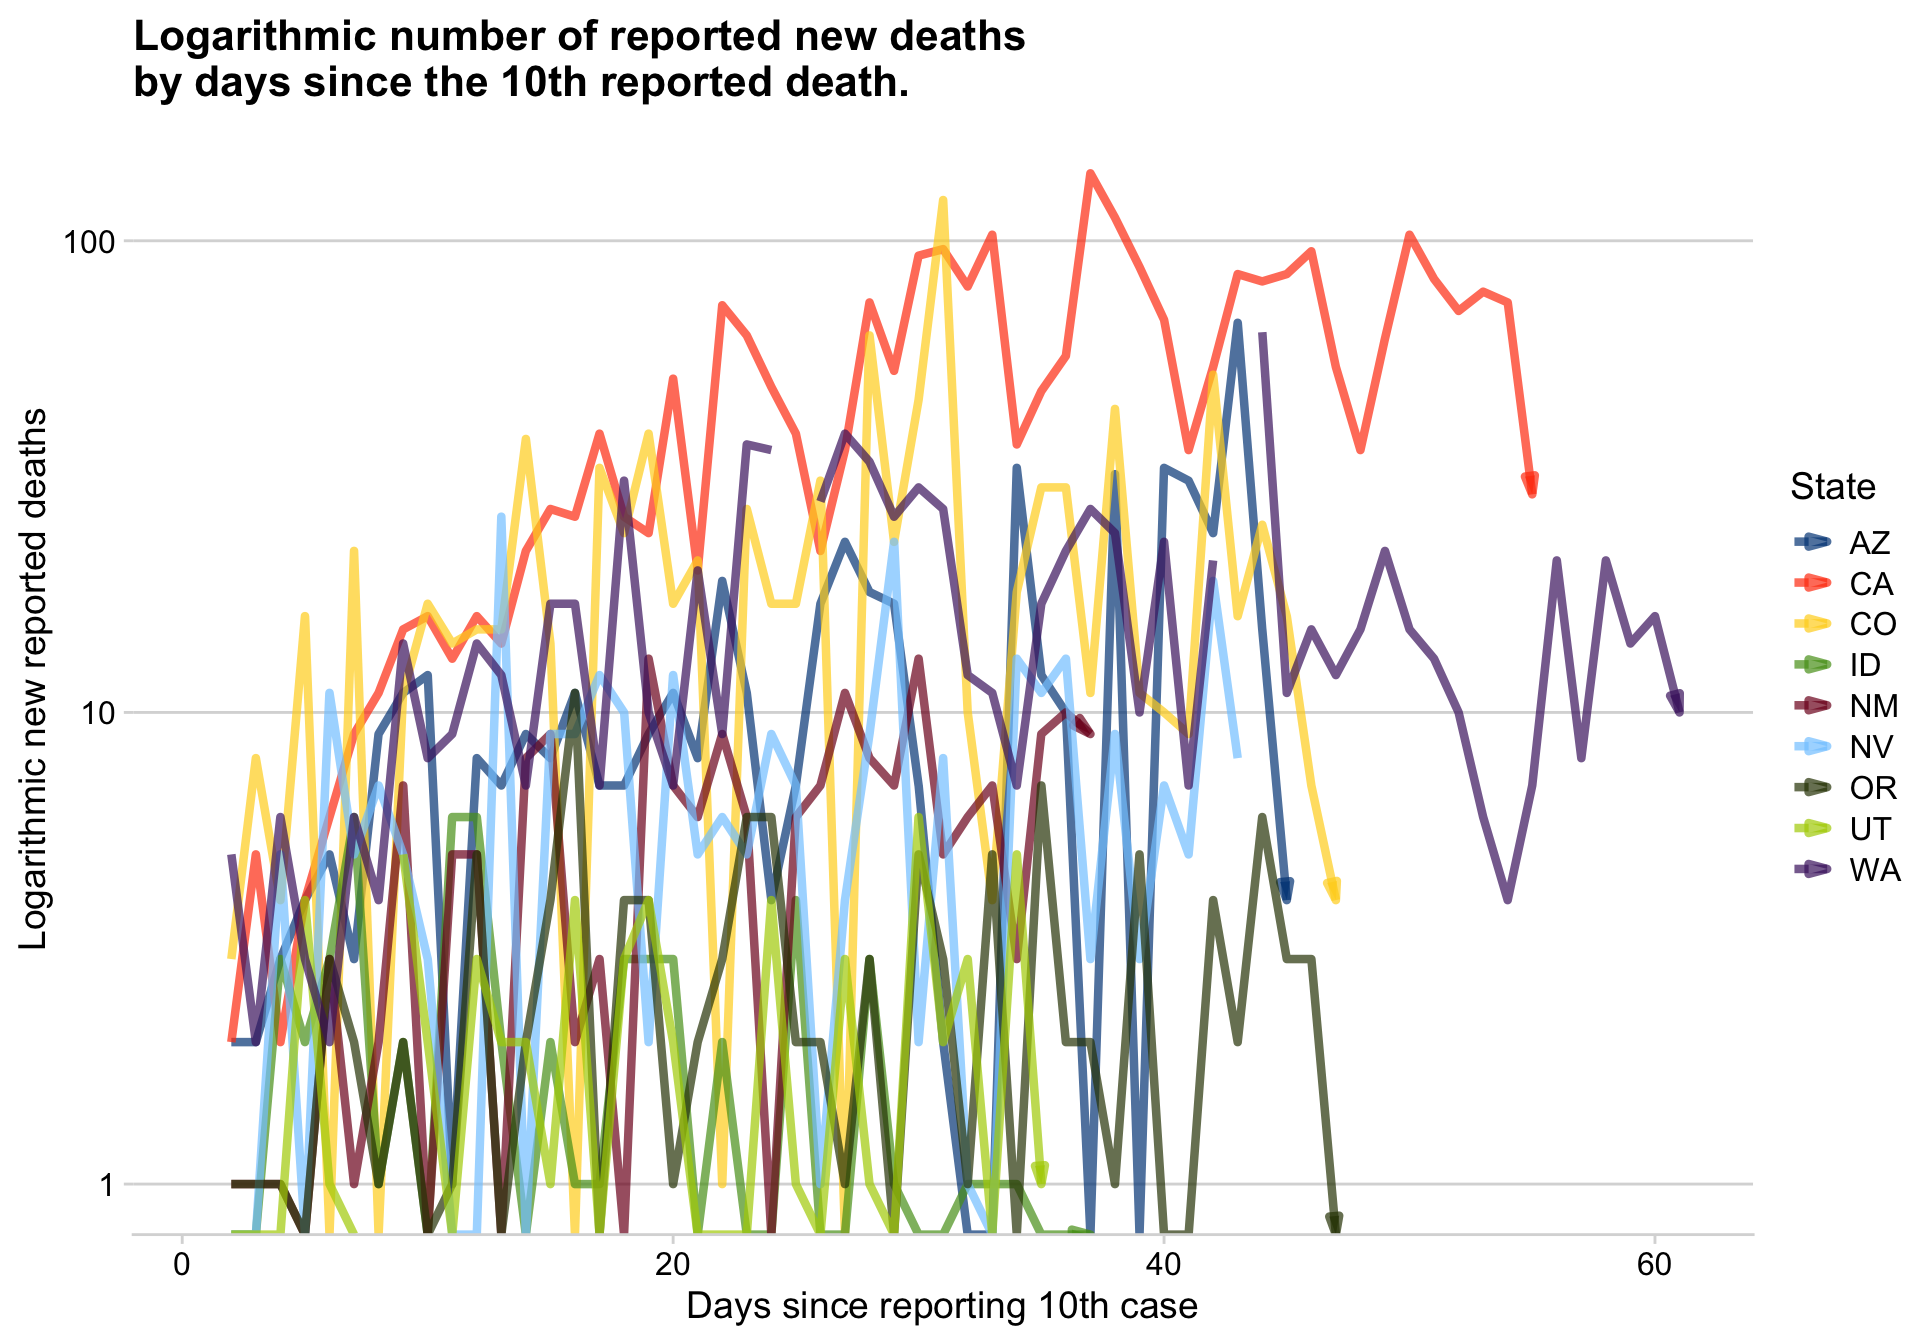 Logarithmic number of reported new deaths
by days since the 10th reported death.
Logarithmic new reported deaths
100
10
1
0
20
40
60
Days since reporting 10th case
State
AZ
CA
CO
ID
NM
NV
OR
UT
WA